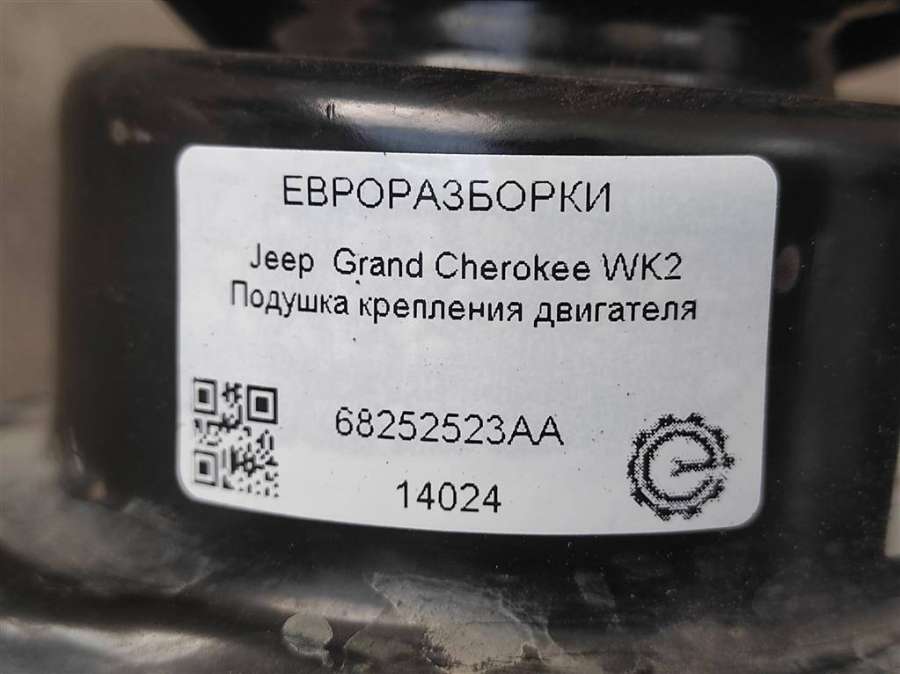 ЕВРОРАЗБОРКИ
Jeep Grand Cherokee WK2
Подушка крепления двигателя
68252523AA
14024